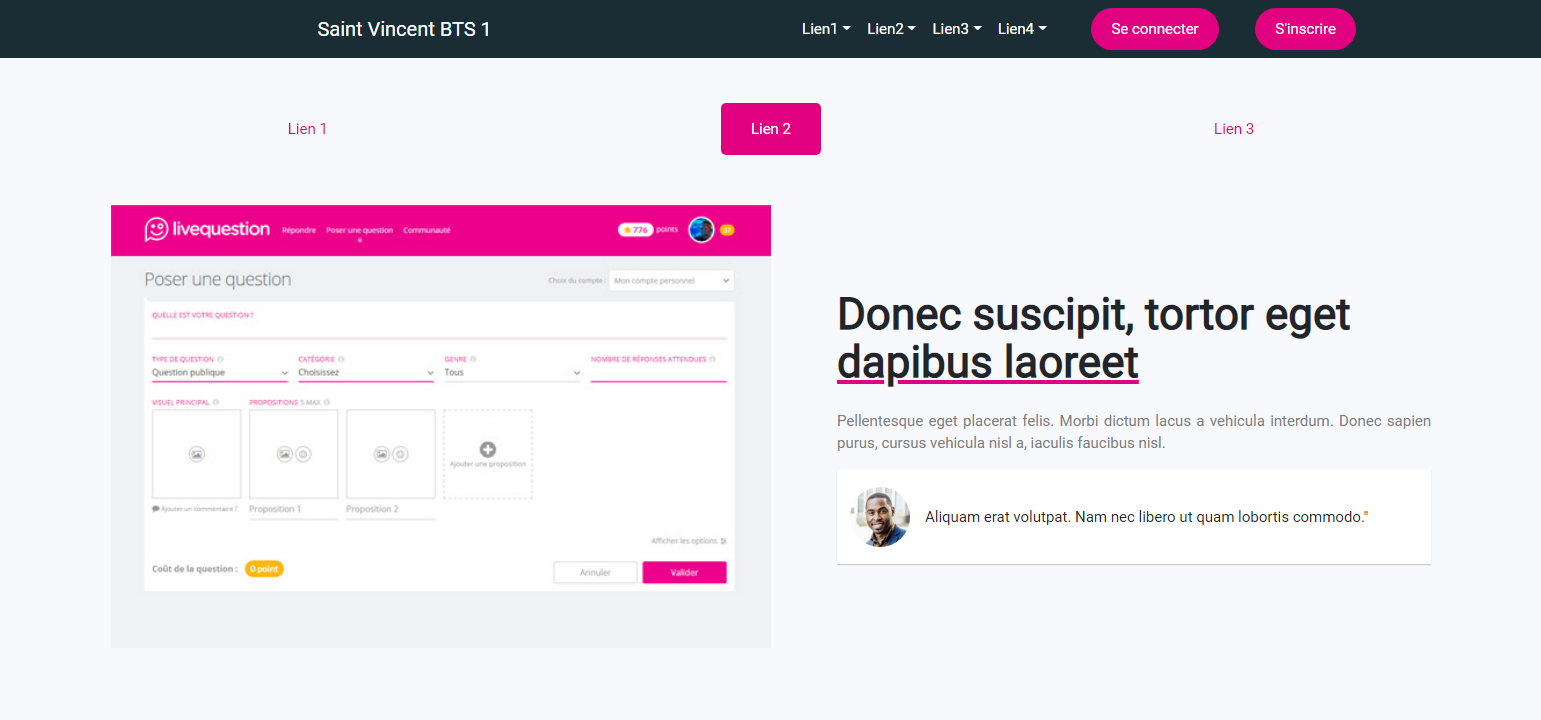 Saint Vincent BTS 1 Lien1 Lien2 Lien3 Lien4 Se connecter S'inscrire
Lien 1 Lien 2 Lien 3
livequestion Répondre Poser une question Communauté 776 points
Poser une question Choix du compte : Mon compte personnel
QUELLE EST VOTRE QUESTION ?
TYPE DE QUESTION CATÉGORIE GENRE NOMBRE DE RÉPONSES ATTENDUES
Question publique Choisissez Tous
VISUEL PRINCIPAL PROPOSITIONS 5 MAX
Ajouter une proposition
Ajouter un commentaire ? Proposition 1 Proposition 2
Afficher les options
Coût de la question : 0 point Annuler Valider
Donec suscipit, tortor eget
dapibus laoreet
Pellentesque eget placerat felis. Morbi dictum lacus a vehicula interdum. Donec sapien
purus, cursus vehicula nisl a, iaculis faucibus nisl.
Aliquam erat volutpat. Nam nec libero ut quam lobortis commodo."